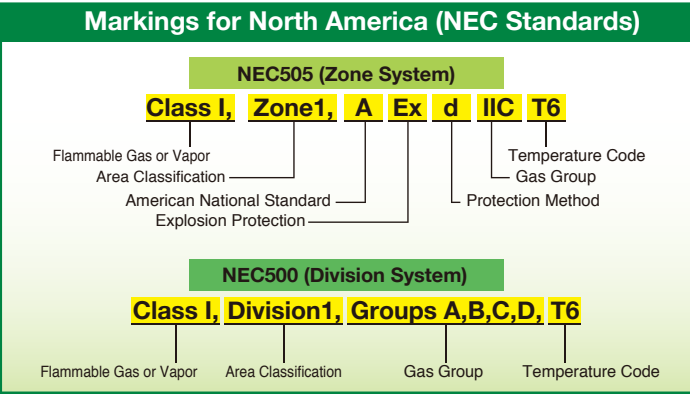 Markings for North America (NEC Standards)
NEC505 (Zone System)
Class I, Zone1, A Ex d IIC T6
Flammable Gas or Vapor Temperature Code
Area Classification Gas Group
American National Standard Protection Method
Explosion Protection
NEC500 (Division System)
Class I, Division1, Groups A,B,C,D, T6
Flammable Gas or Vapor Area Classification Gas Group Temperature Code